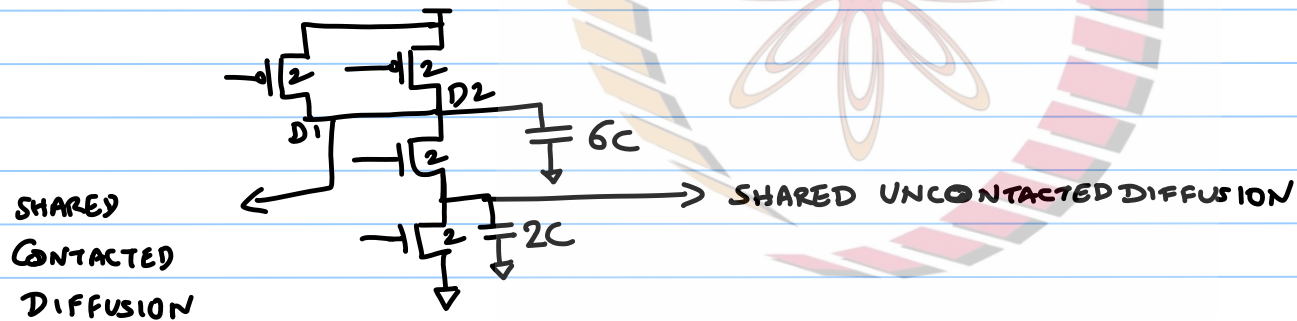 2
2
D2
D1
6C
2
SHARED
CONTACTED
DIFFUSION
SHARED UNCONTACTED DIFFUSION
2
2C